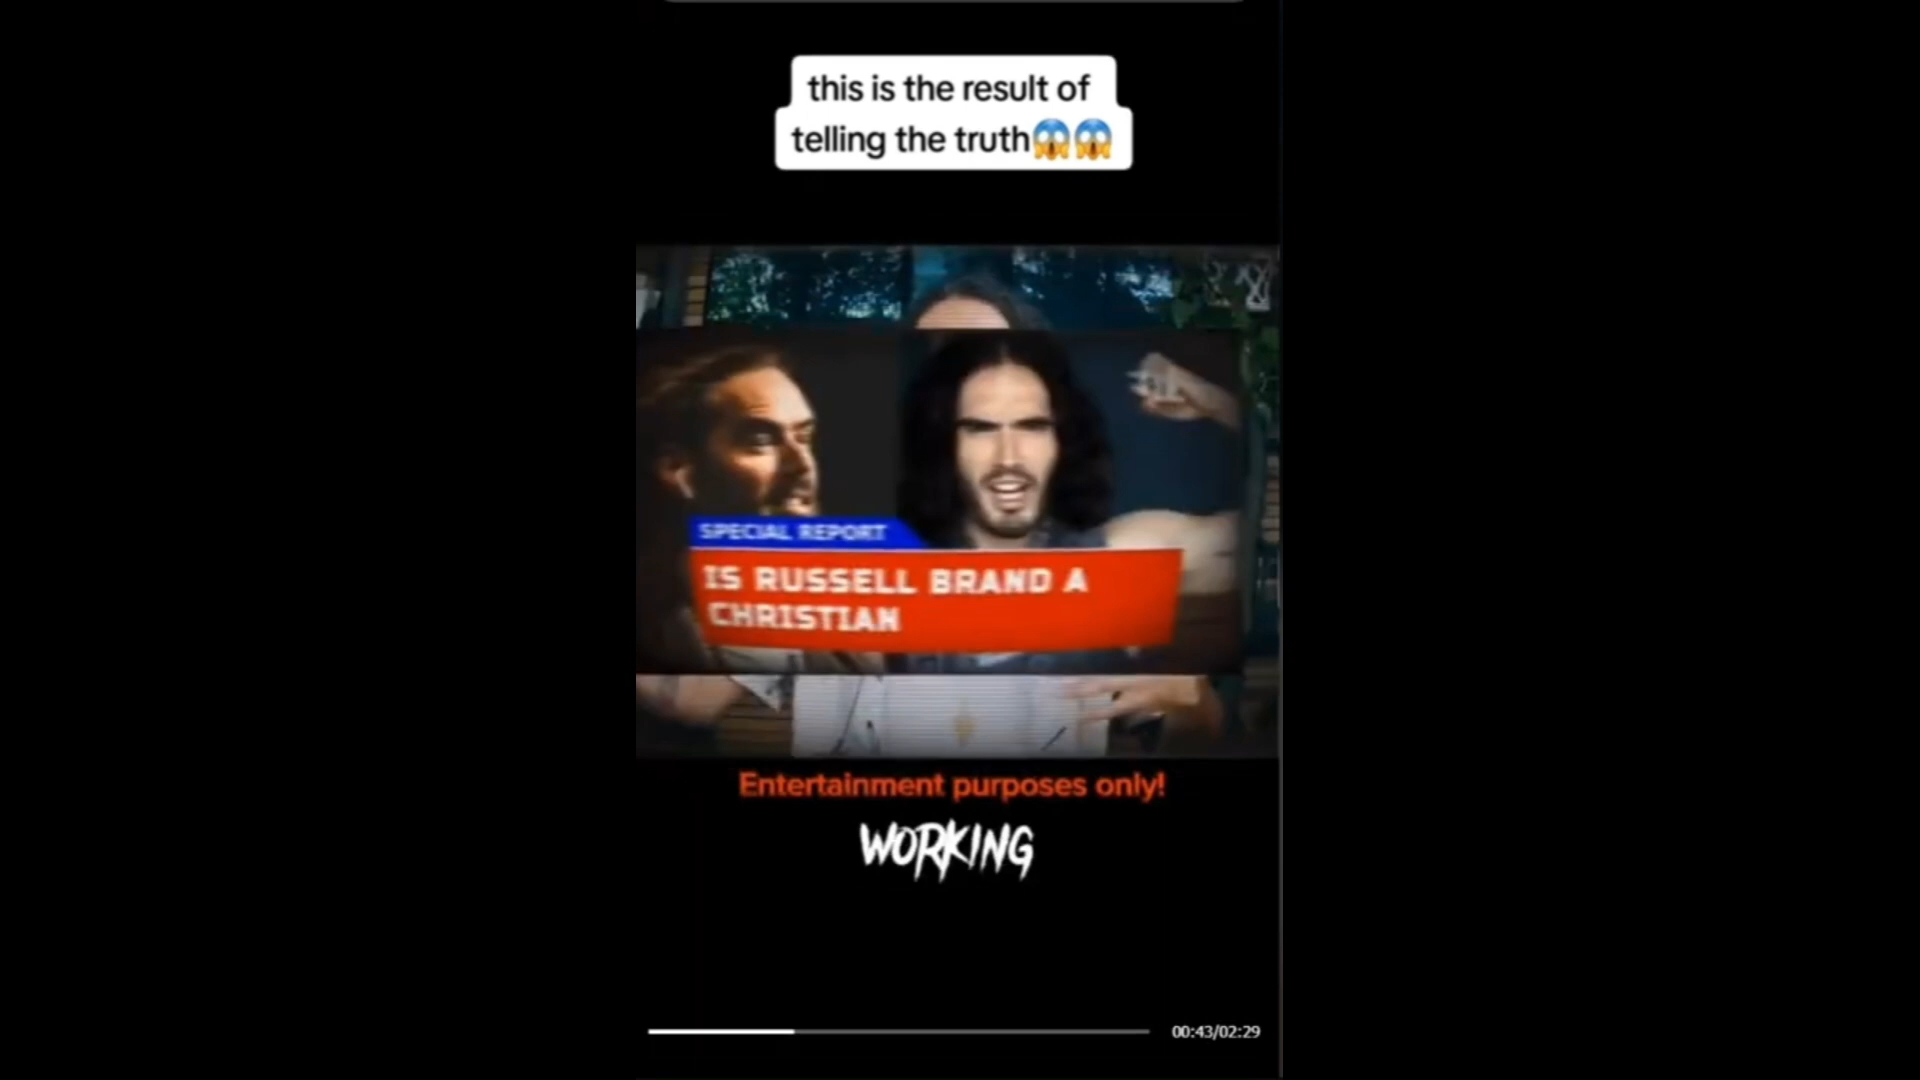 this is the result of
telling the truth😱😱
SPECIAL REPORT
IS RUSSELL BRAND A
CHRISTIAN
Entertainment purposes only!
WORKING
00:43/02:29